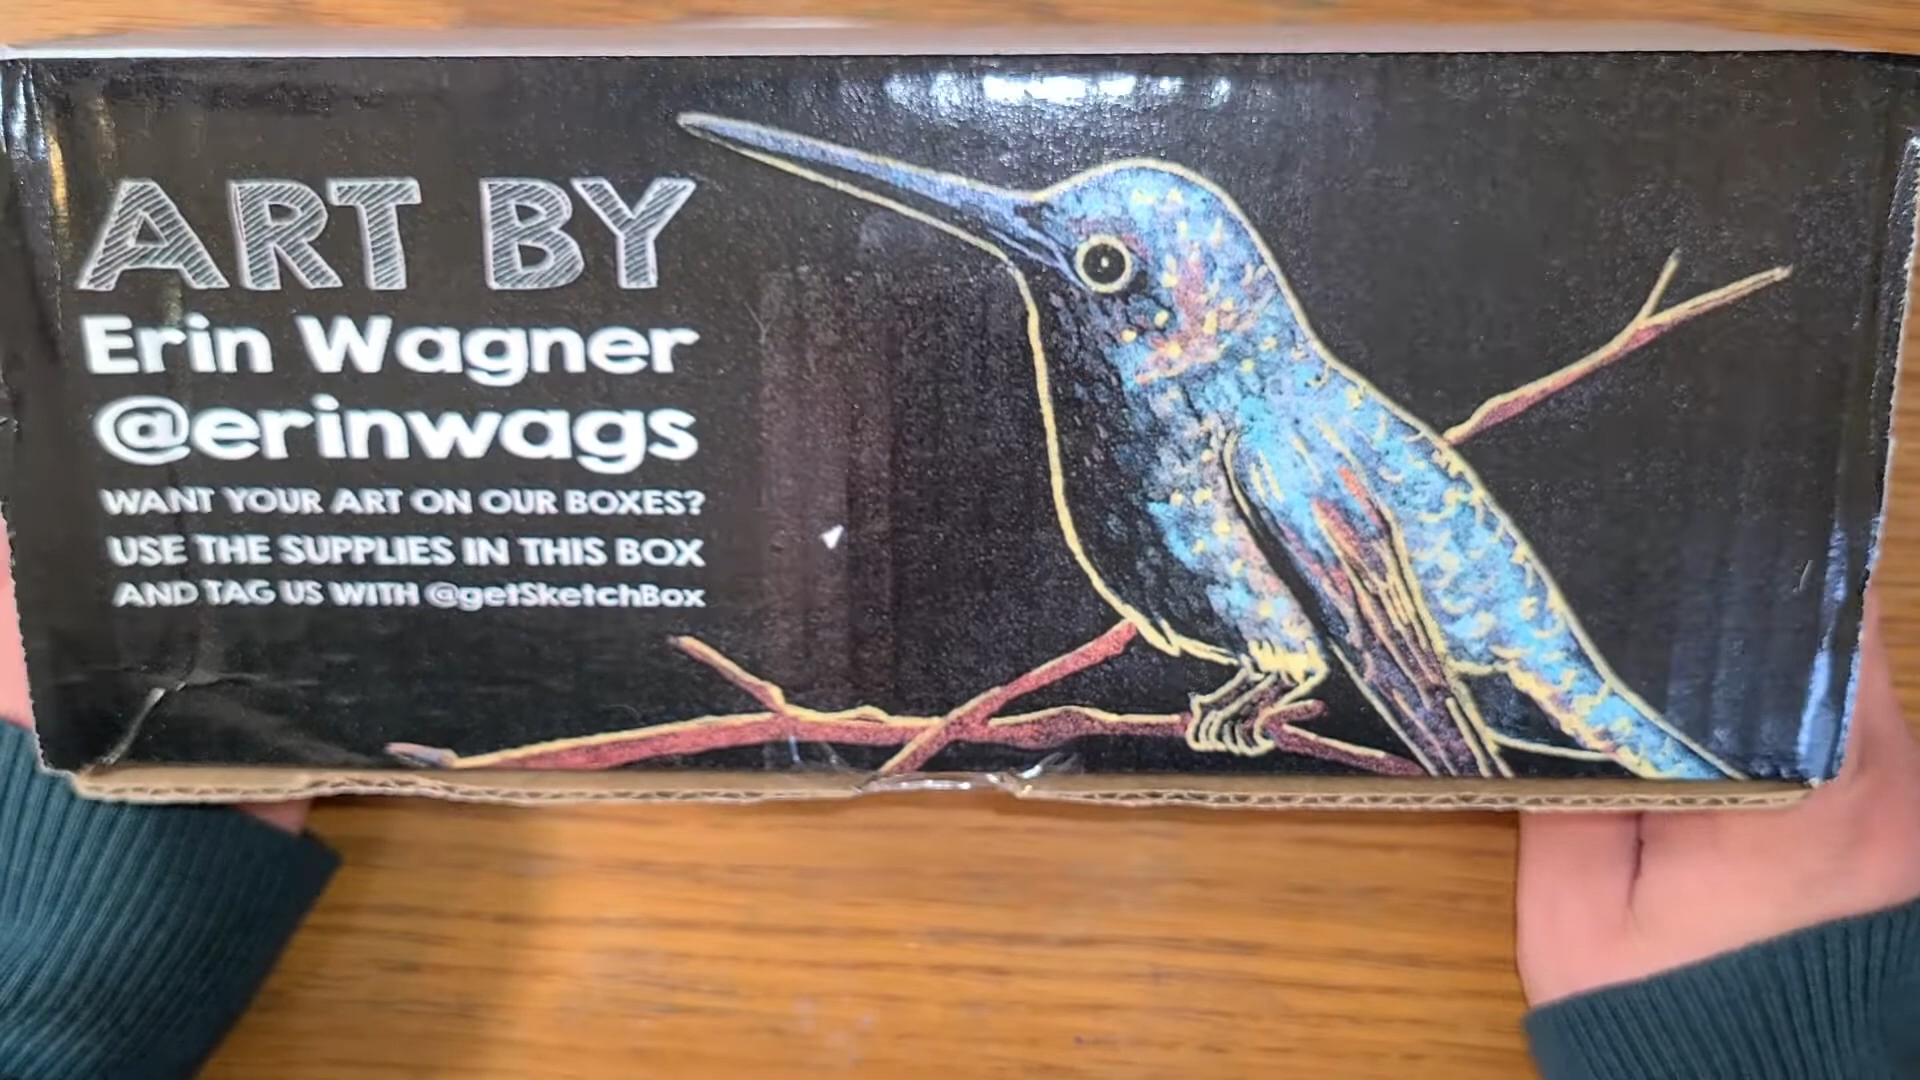 ART BY
Erin Wagner
@erinwags
WANT YOUR ART ON OUR BOXES?
USE THE SUPPLIES IN THIS BOX
AND TAG US WITH @getSketchBox